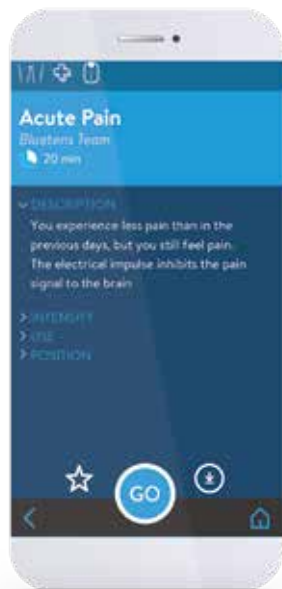 Acute Pain
Bluetens Team
20 min
DESCRIPTION
You experience less pain than in the
previous days, but you still feel pain.
The electrical impulse inhibits the pain
signal to the brain
INTENSITY
USE
POSITION
GO